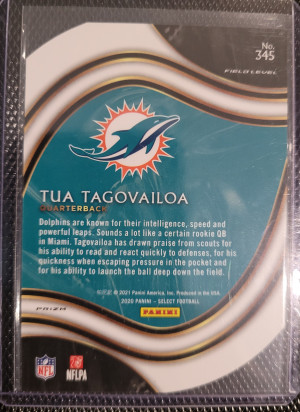 No.
345
FIELD LEVEL
TUA TAGOVAILOA
QUARTERBACK
Dolphins are known for their intelligence, speed and
powerful leaps. Sounds a lot like a certain rookie QB
in Miami. Tagovailoa has drawn praise from scouts for
his ability to read and react quickly to defenses, for his
quickness when escaping pressure in the pocket and
for his ability to launch the ball deep down the field.
© 2021 Panini America, Inc. Produced in the USA.
2020 PANINI - SELECT FOOTBALL
PANINI
PRIZM
NFL
NFLPA